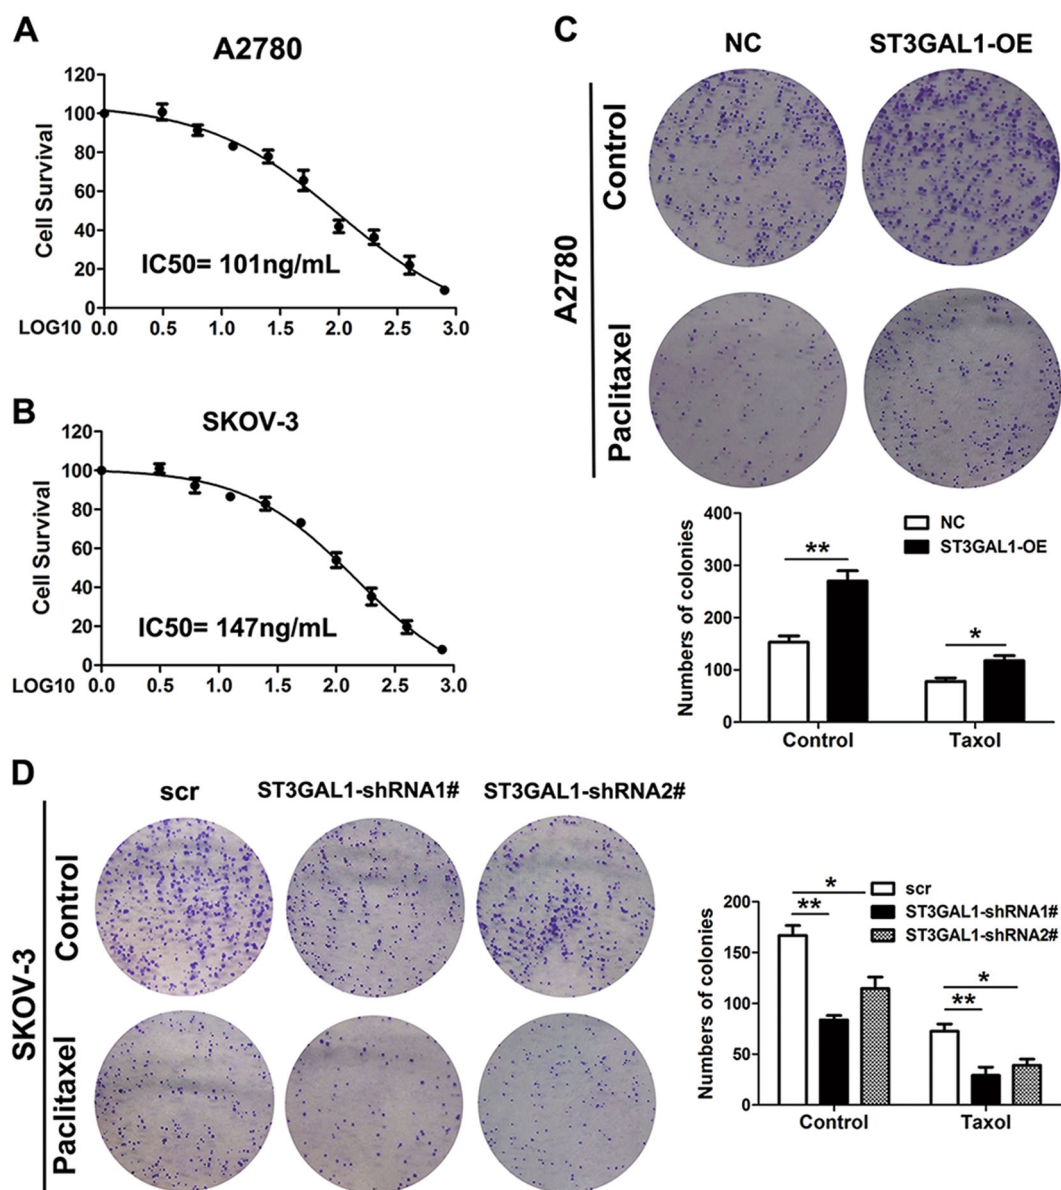 A
A2780
120
100
80
60
40
20
0
Cell Survival
IC50= 101ng/mL
LOG10
0.0 0.5 1.0 1.5 2.0 2.5 3.0
B
SKOV-3
120
100
80
60
40
20
0
Cell Survival
IC50= 147ng/mL
LOG10
0.0 0.5 1.0 1.5 2.0 2.5 3.0
C
NC ST3GAL1-OE
A2780
Control
Paclitaxel
400
300
200
100
0
Numbers of colonies
NC
ST3GAL1-OE
**
*
Control Taxol
D
scr ST3GAL1-shRNA1# ST3GAL1-shRNA2#
SKOV-3
Control
Paclitaxel
200
150
100
50
0
Numbers of colonies
scr
ST3GAL1-shRNA1#
ST3GAL1-shRNA2#
*
**
*
**
Control Taxol